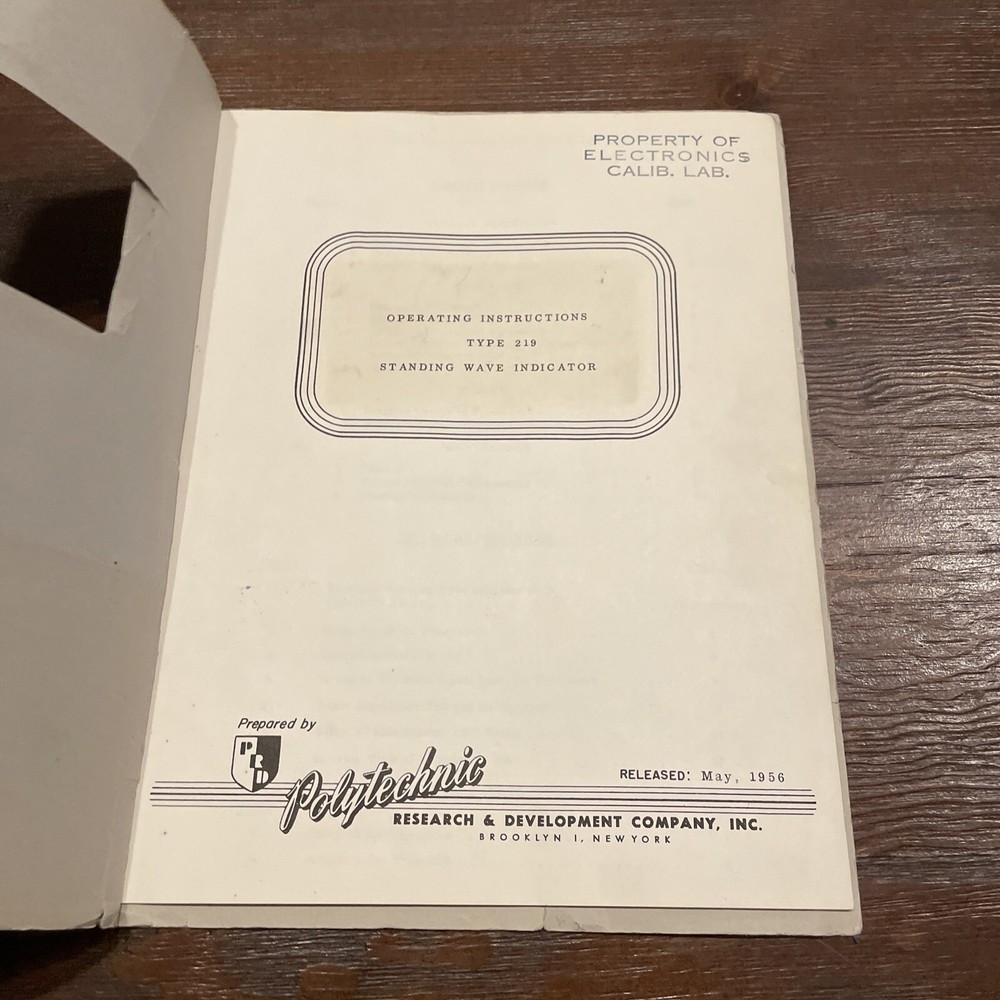 PROPERTY OF
ELECTRONICS
CALIB. LAB.
OPERATING INSTRUCTIONS
TYPE 219
STANDING WAVE INDICATOR
Prepared by
PRD
Polytechnic
RELEASED: May, 1956
RESEARCH & DEVELOPMENT COMPANY, INC.
BROOKLYN 1, NEW YORK